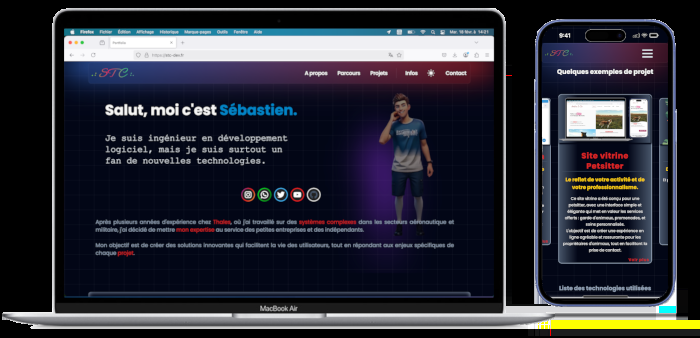 Firefox Fichier Édition Affichage Historique Marque-pages Outils Fenêtre Aide
Mar. 18 fév. à 14:21
STC
A propos Parcours Projets Infos Contact
Salut, moi c'est Sébastien.
Je suis ingénieur en développement
logiciel, mais je suis surtout un
fan de nouvelles technologies.
Après plusieurs années d'expérience chez Thales, où j'ai travaillé sur des systèmes complexes dans les secteurs aéronautique et
militaire, j'ai décidé de mettre mon expertise au service des petites entreprises et des indépendants.
Mon objectif est de créer des solutions innovantes qui facilitent la vie des utilisateurs, tout en répondant aux enjeux spécifiques de
chaque projet.
MacBook Air
9:41
STC
Quelques exemples de projet
Site vitrine
Petsitter
Le reflet de votre activité et de
votre professionnalisme.
Ce site vitrine a été conçu pour une
petsitter, avec une interface simple et
élégante qui met en valeur les services
offerts : garde d'animaux, promenades, et
soins personnalisés.
L'objectif est de créer une expérience en
ligne agréable et rassurante pour les
propriétaires d'animaux, tout en facilitant la
prise de contact.
Voir plus
Liste des technologies utilisées